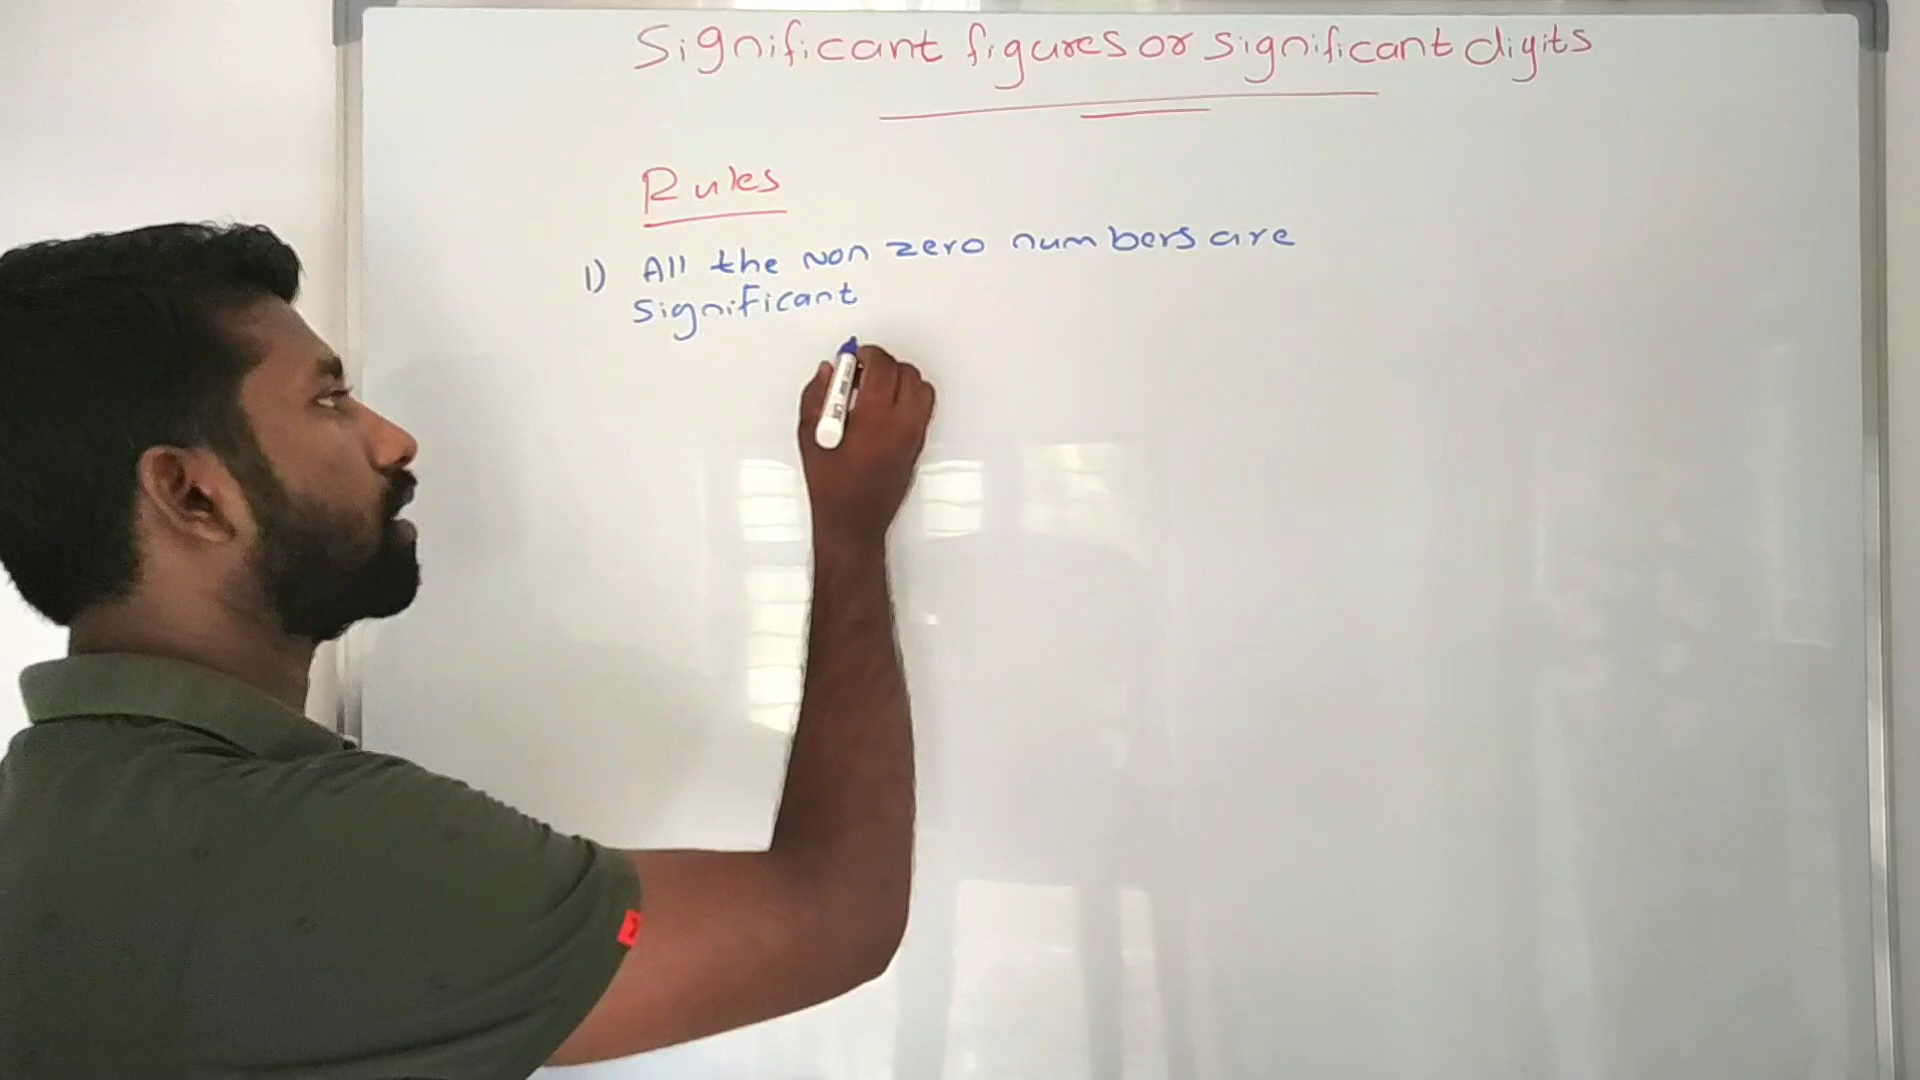 Significant figures or significant digits
Rules
1) All the non zero numbers are
significant